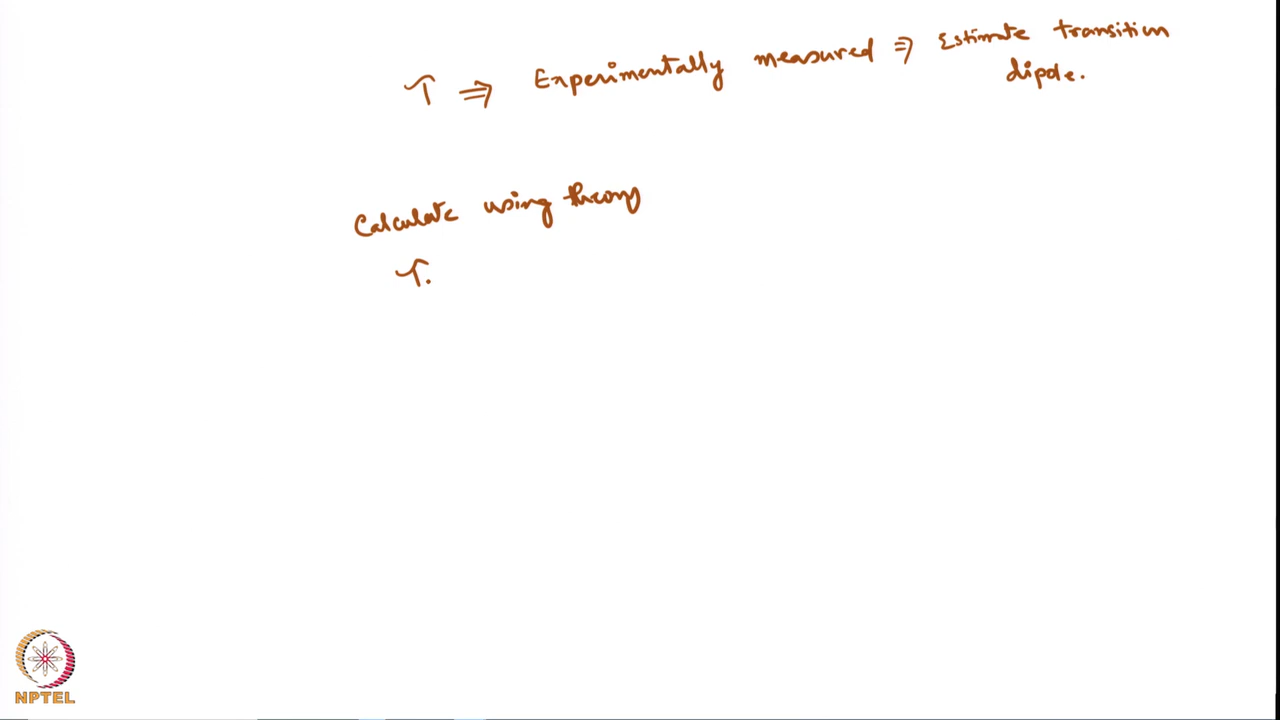 τ ⇒ Experimentally measured ⇒ Estimate transition
dipole.
Calculate using theory
τ.
NPTEL